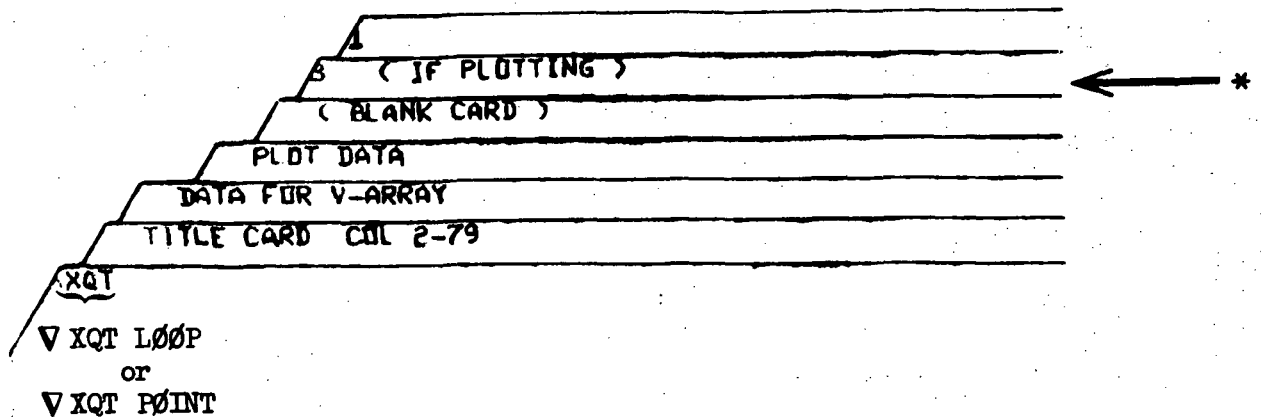 1
3 ( IF PLOTTING )
*
( BLANK CARD )
PLOT DATA
DATA FOR V-ARRAY
TITLE CARD COL 2-79
XQT
∇ XQT LØØP
or
∇ XQT PØINT